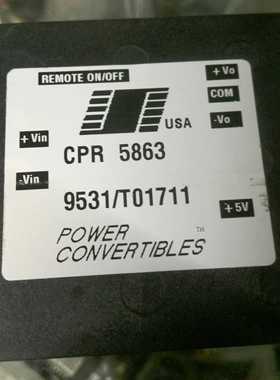 REMOTE ON/OFF
+Vo
COM
-Vo
USA
+Vin
CPR 5863
-Vin
9531/T01711
+5V
POWER ™
CONVERTIBLES